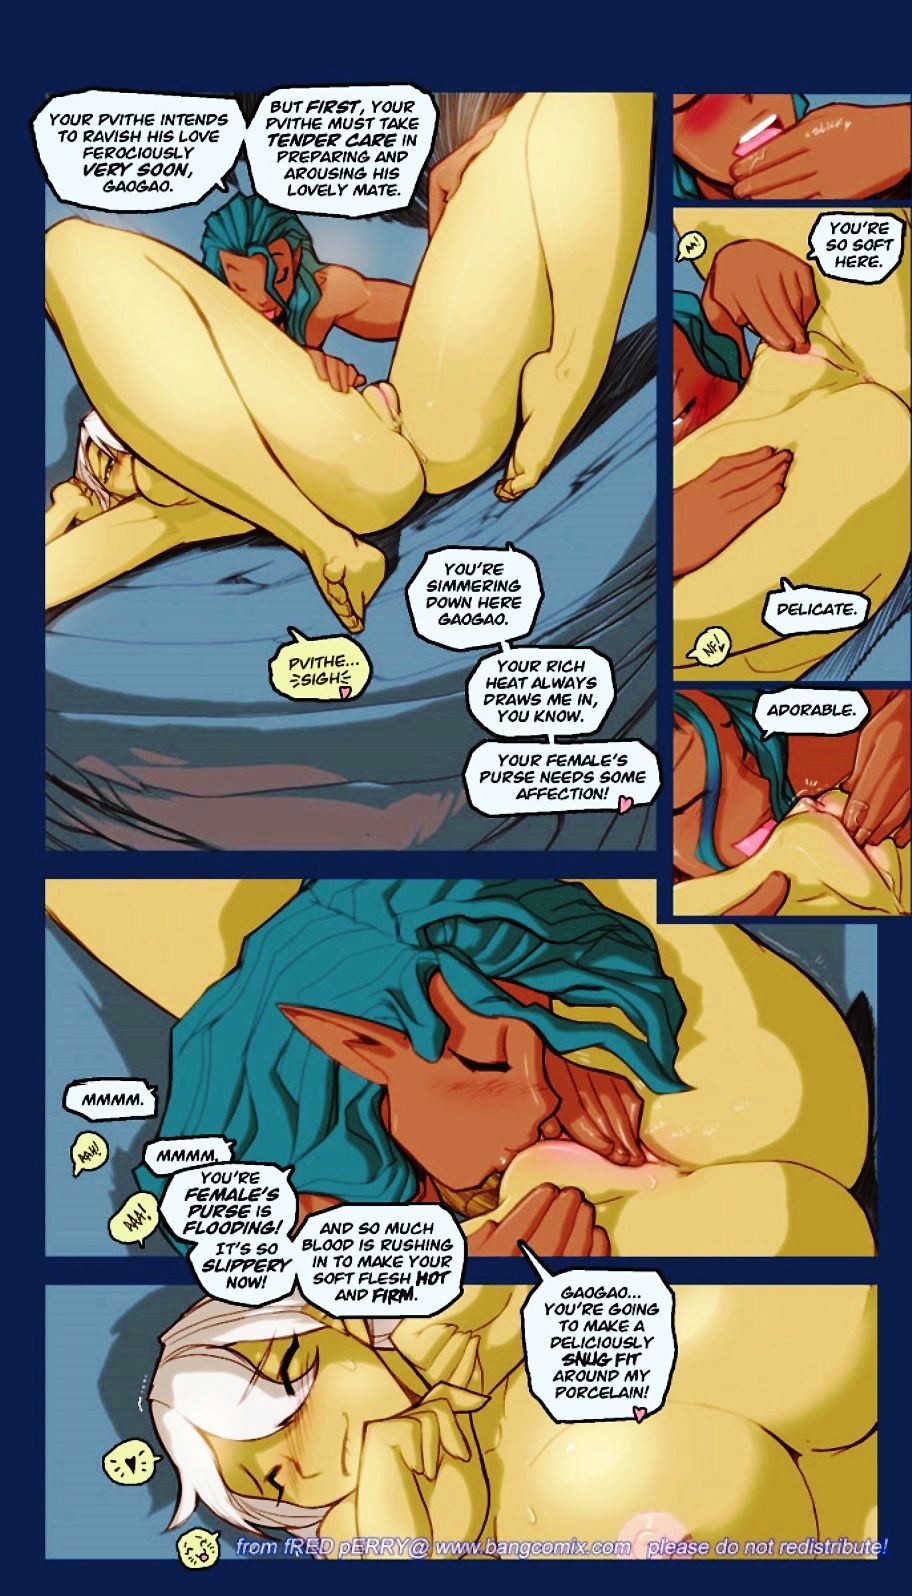 YOUR PVITHE INTENDS
TO RAVISH HIS LOVE
FEROCIOUSLY
VERY SOON,
GAOGAO.
BUT FIRST, YOUR
PVITHE MUST TAKE
TENDER CARE IN
PREPARING AND
AROUSING HIS
LOVELY MATE.
PVITHE...
SIGH
YOU'RE
SIMMERING
DOWN HERE
GAOGAO.
YOUR RICH
HEAT ALWAYS
DRAWS ME IN,
YOU KNOW.
YOUR FEMALE'S
PURSE NEEDS SOME
AFFECTION!
YOU'RE
SO SOFT
HERE.
DELICATE.
NF!
ADORABLE.
MMMM.
AAH!
MMMM.
AAA!
YOU'RE
FEMALE'S
PURSE IS
FLOODING!
IT'S SO
SLIPPERY
NOW!
AND SO MUCH
BLOOD IS RUSHING
IN TO MAKE YOUR
SOFT FLESH HOT
AND FIRM.
GAOGAO...
YOU'RE GOING
TO MAKE A
DELICIOUSLY
SNUG FIT
AROUND MY
PORCELAIN!
from fRED pERRY@ www.bangcomix.com please do not redistribute!